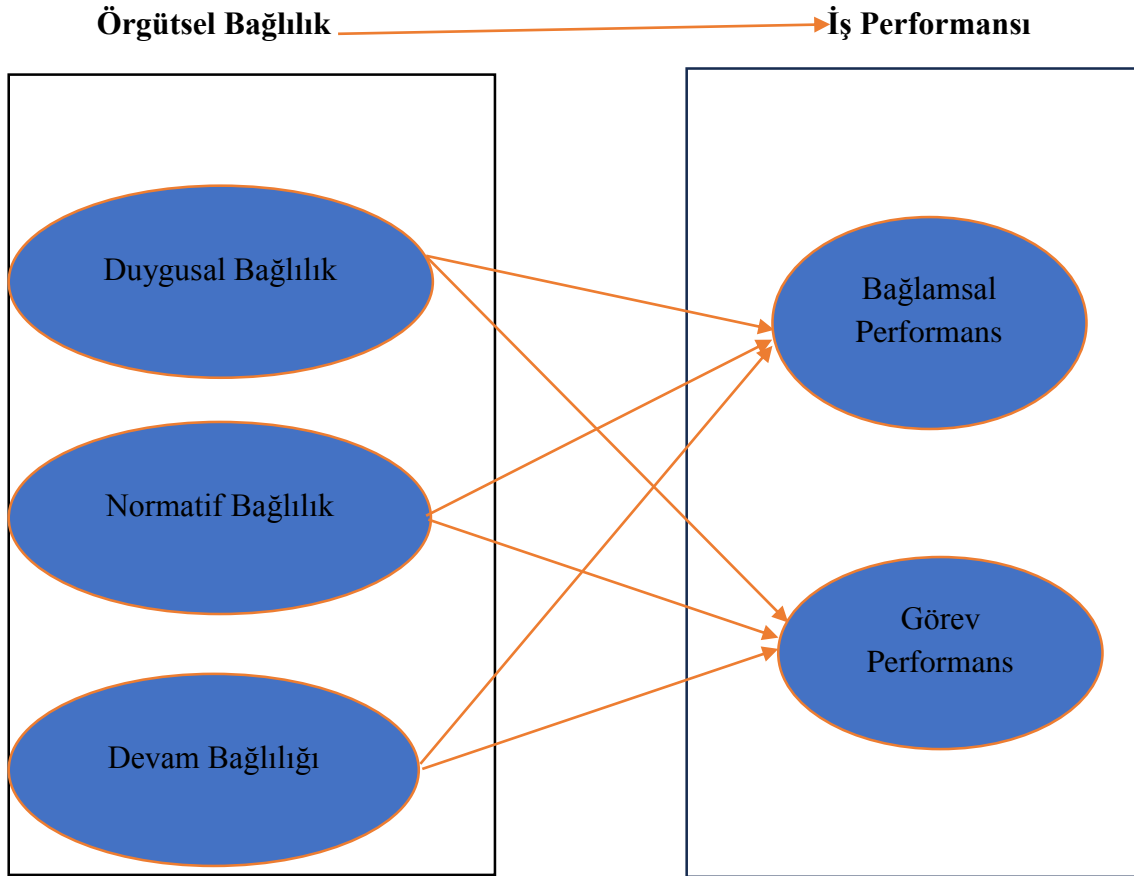 Örgütsel Bağlılık
İş Performansı
Duygusal Bağlılık
Normatif Bağlılık
Devam Bağlılığı
Bağlamsal
Performans
Görev
Performans